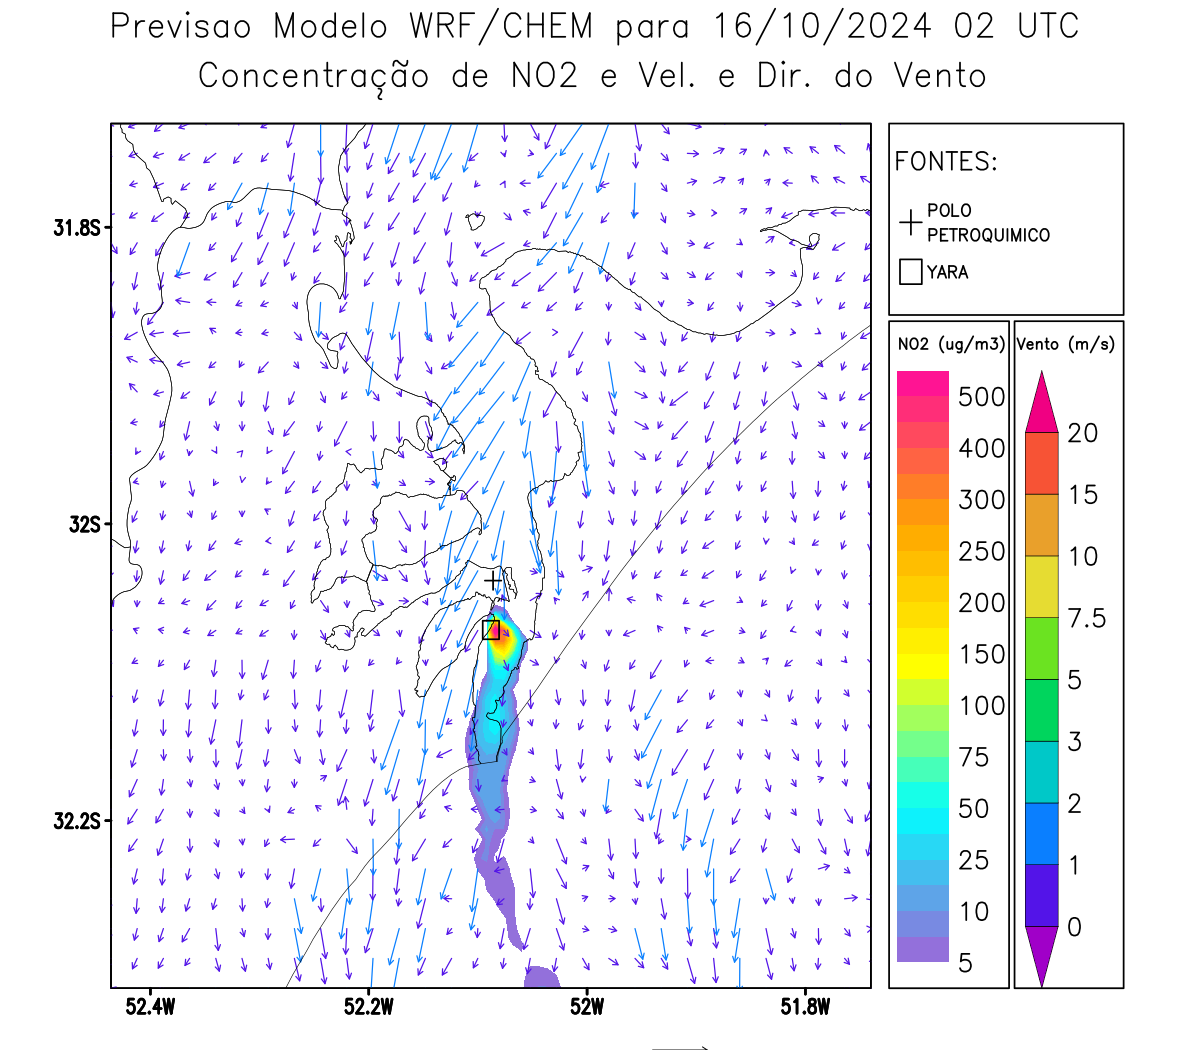 Previsao Modelo WRF/CHEM para 16/10/2024 02 UTC
Concentração de NO2 e Vel. e Dir. do Vento
FONTES:
POLO
PETROQUIMICO
YARA
NO2 (ug/m3)
500
400
300
250
200
150
100
75
50
25
10
5
Vento (m/s)
20
15
10
7.5
5
3
2
1
0
31.8S
32S
32.2S
52.4W
52.2W
52W
51.8W